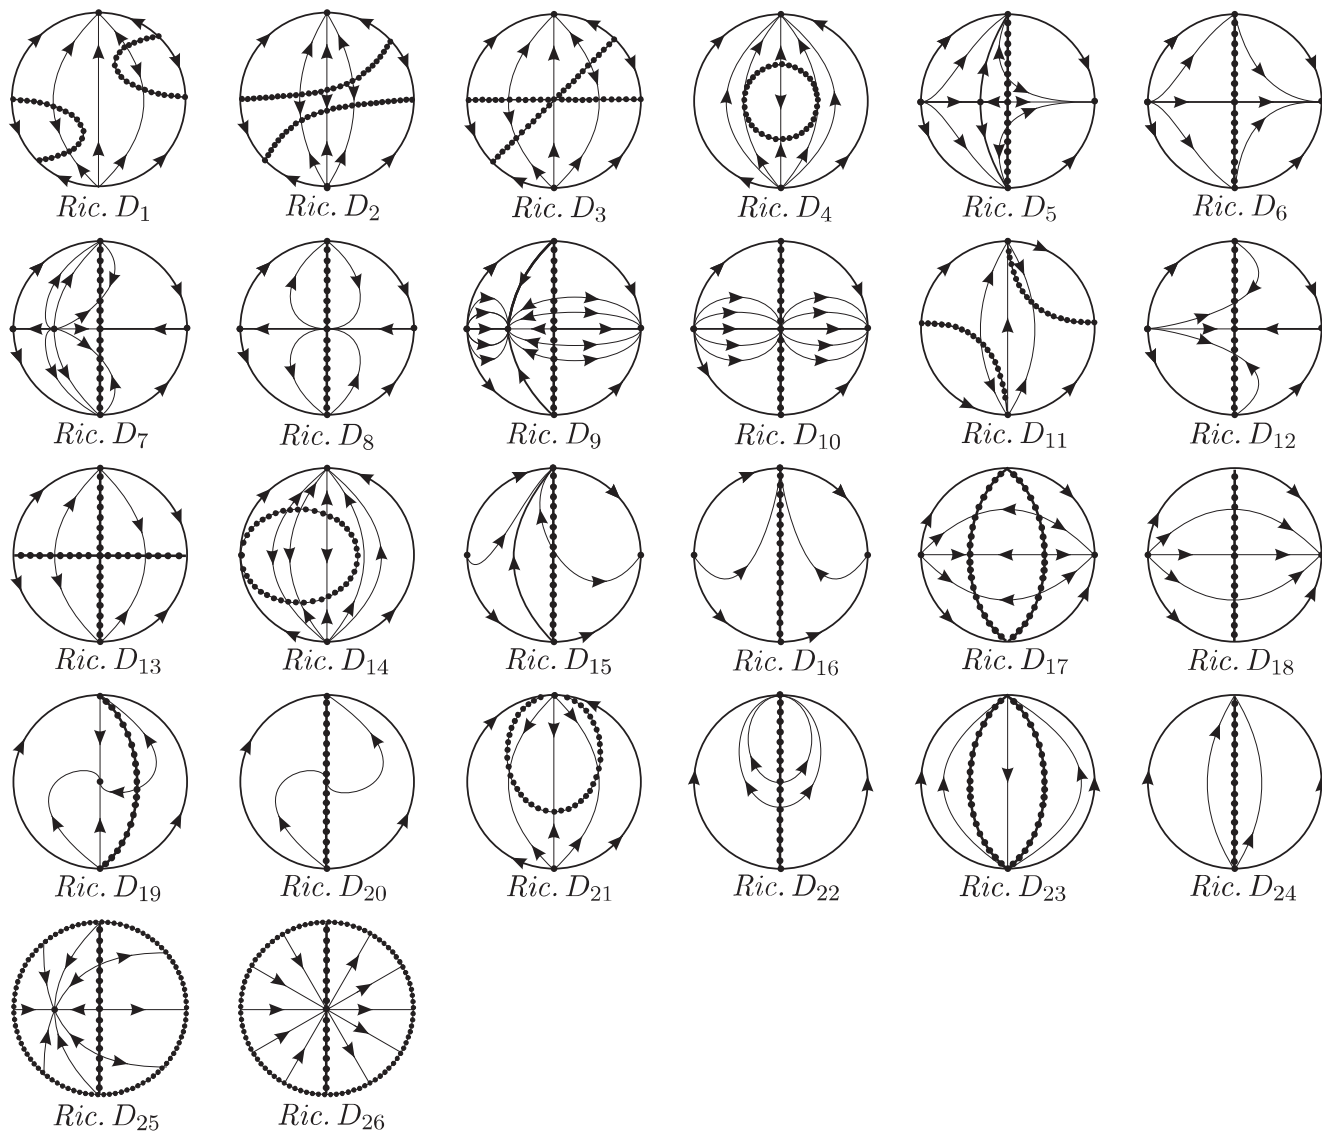 Ric. D₁ Ric. D₂ Ric. D₃ Ric. D₄ Ric. D₅ Ric. D₆
Ric. D₇ Ric. D₈ Ric. D₉ Ric. D₁₀ Ric. D₁₁ Ric. D₁₂
Ric. D₁₃ Ric. D₁₄ Ric. D₁₅ Ric. D₁₆ Ric. D₁₇ Ric. D₁₈
Ric. D₁₉ Ric. D₂₀ Ric. D₂₁ Ric. D₂₂ Ric. D₂₃ Ric. D₂₄
Ric. D₂₅ Ric. D₂₆